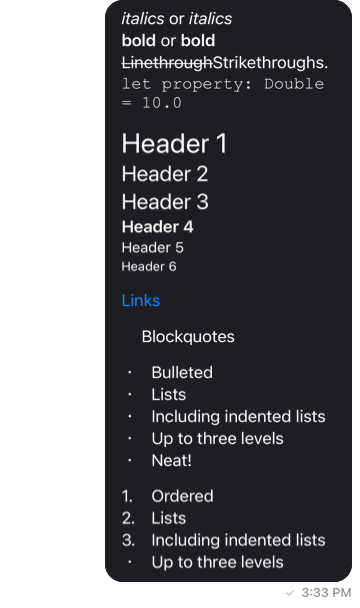 italics or italics
bold or bold
LinethroughStrikethroughs.
let property: Double
= 10.0
Header 1
Header 2
Header 3
Header 4
Header 5
Header 6
Links
Blockquotes
· Bulleted
· Lists
· Including indented lists
· Up to three levels
· Neat!
1. Ordered
2. Lists
3. Including indented lists
· Up to three levels
✓ 3:33 PM